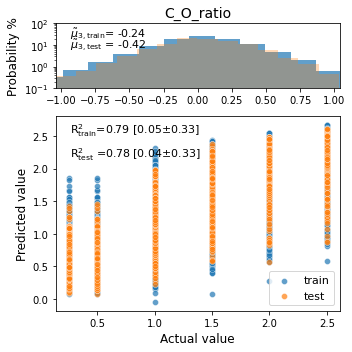 C_O_ratio
Probability %
10²
10¹
10⁰
10⁻¹
μ̃₃,train= -0.24
μ̃₃,test = -0.42
−1.00 −0.75 −0.50 −0.25 0.00 0.25 0.50 0.75 1.00
Predicted value
2.5
2.0
1.5
1.0
0.5
0.0
R²train=0.79 [0.05±0.33]
R²test =0.78 [0.04±0.33]
train
test
0.5 1.0 1.5 2.0 2.5
Actual value